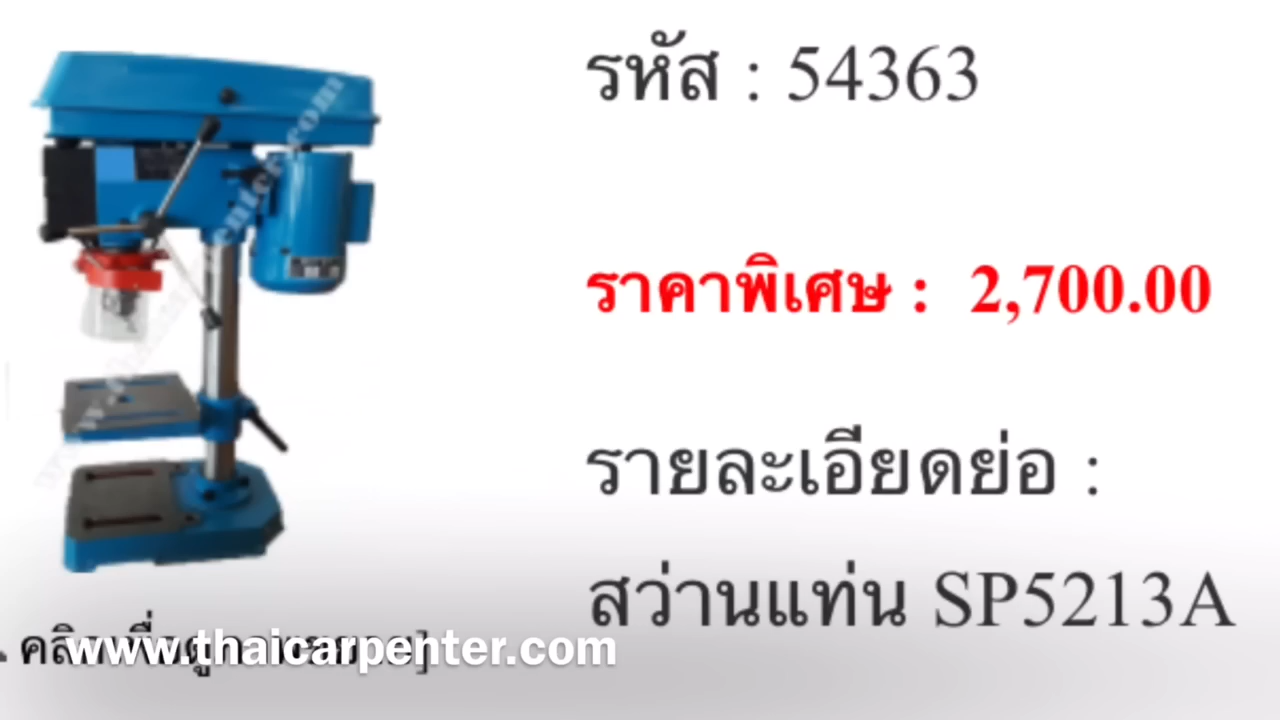 รหัส : 54363
ราคาพิเศษ : 2,700.00
รายละเอียดย่อ :
สว่านแท่น SP5213A
www.thaicarpenter.com